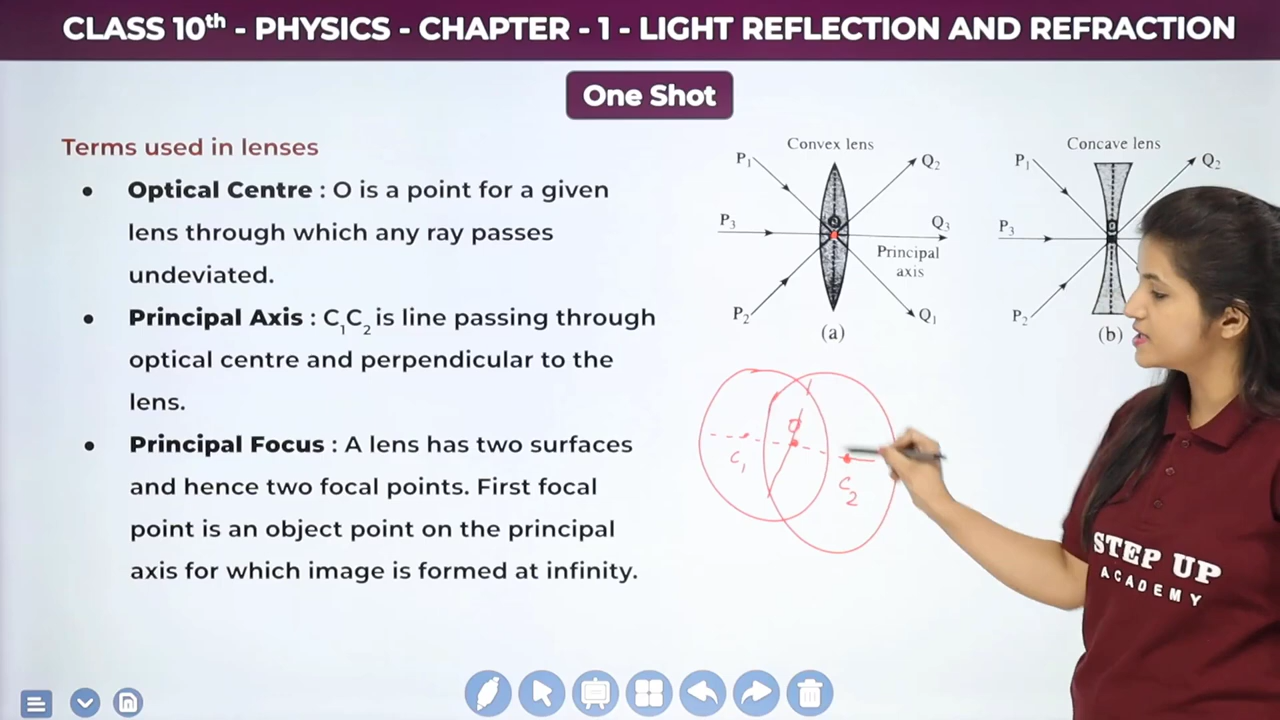 CLASS 10th - PHYSICS - CHAPTER - 1 - LIGHT REFLECTION AND REFRACTION
One Shot
Terms used in lenses
• Optical Centre : O is a point for a given
lens through which any ray passes
undeviated.
• Principal Axis : C₁C₂ is line passing through
optical centre and perpendicular to the
lens.
• Principal Focus : A lens has two surfaces
and hence two focal points. First focal
point is an object point on the principal
axis for which image is formed at infinity.
Convex lens
P₁
Q₂
O
P₃
Q₃
Principal
axis
P₂
Q₁
(a)
Concave lens
P₁
Q₂
O
P₃
P₂
(b)
O
C₁
C₂
STEP UP
ACADEMY